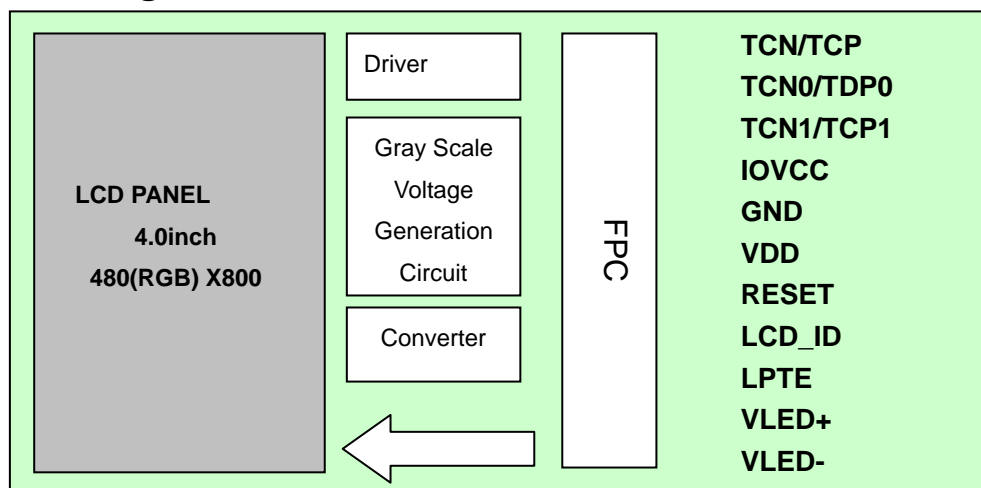 LCD PANEL
4.0inch
480(RGB) X800
Driver
Gray Scale
Voltage
Generation
Circuit
Converter
FPC
TCN/TCP
TCN0/TDP0
TCN1/TCP1
IOVCC
GND
VDD
RESET
LCD_ID
LPTE
VLED+
VLED-